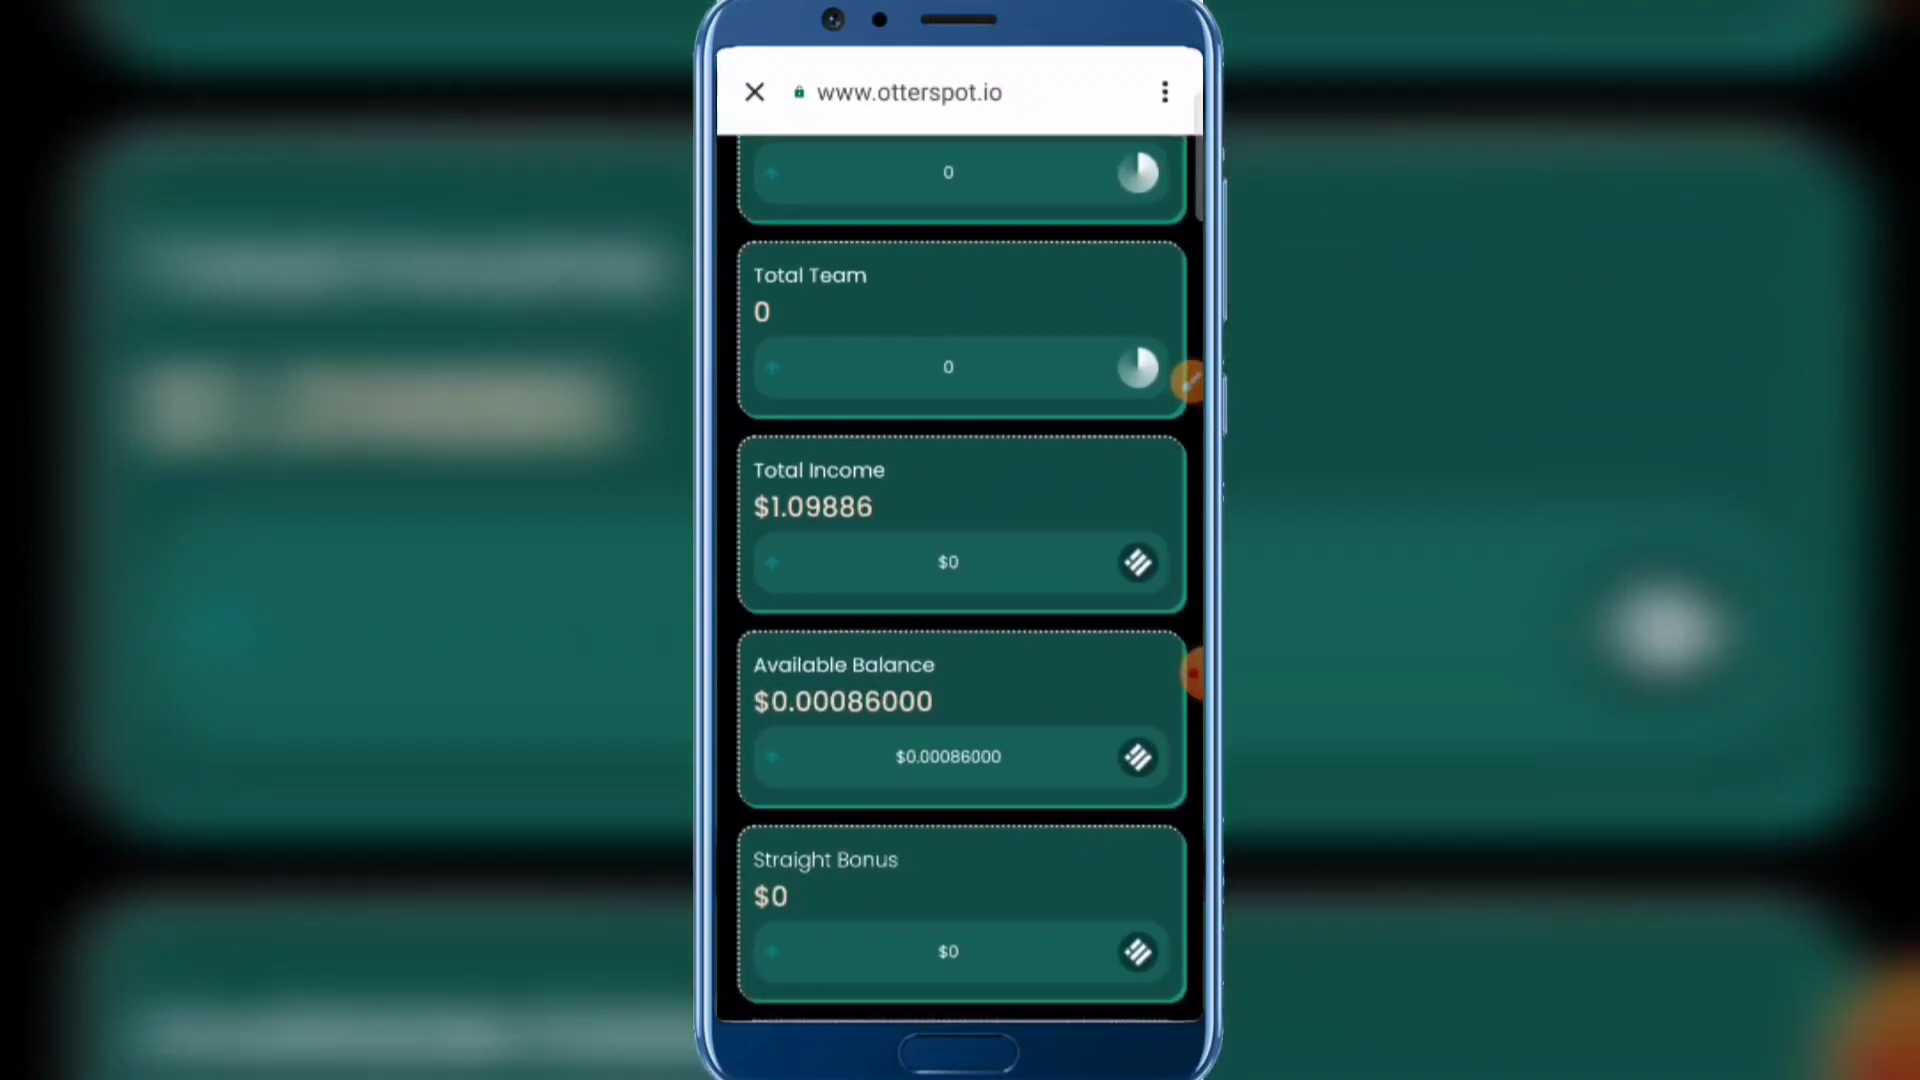 www.otterspot.io
0
Total Team
0
0
Total Income
$1.09886
$0
Available Balance
$0.00086000
$0.00086000
Straight Bonus
$0
$0